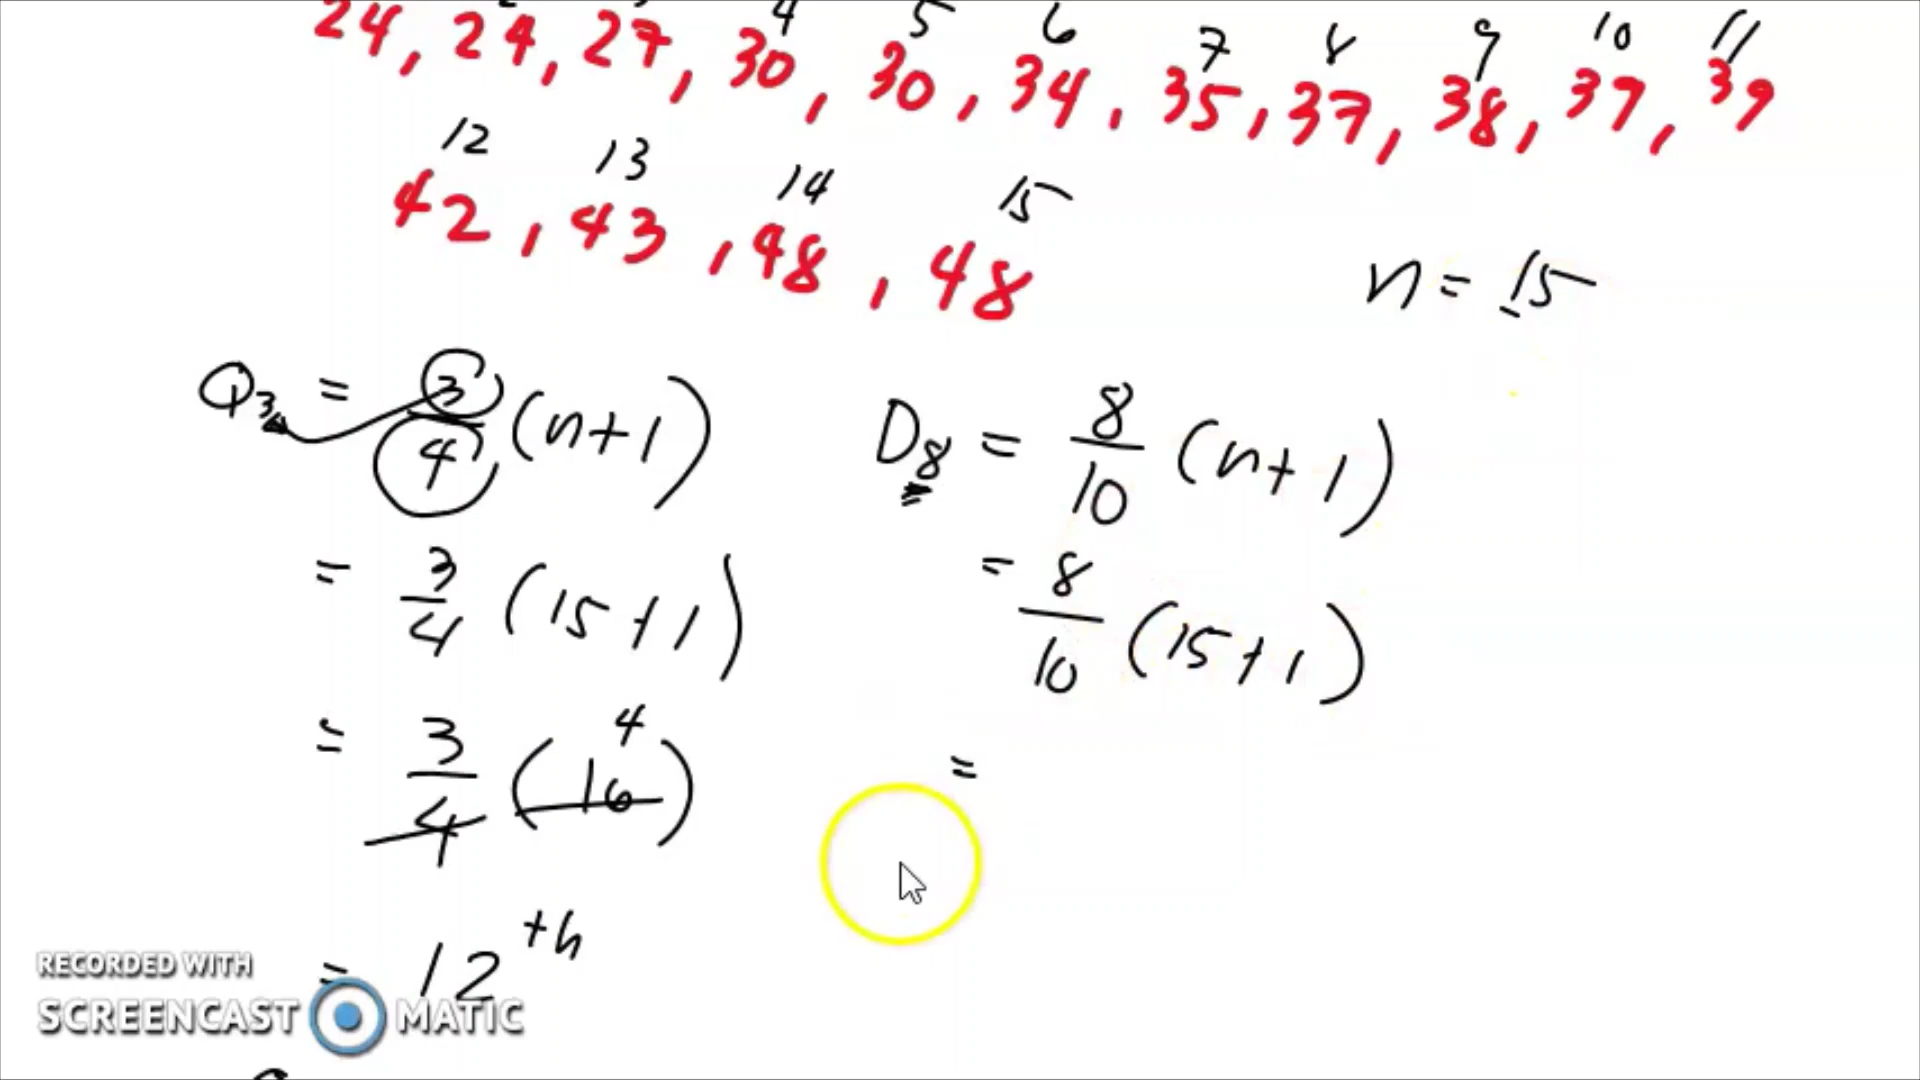 4 5 6 7 8 9 10 11
24, 24, 27, 30, 30, 34, 35, 37, 38, 37, 39
12 13 14 15
42, 43, 48, 48
n = 15
Q3 = 3/4 (n+1)
= 3/4 (15+1)
4
= 3/4 (16)
= 12th
D8 = 8/10 (n+1)
= 8/10 (15+1)
=
RECORDED WITH
SCREENCAST MATIC